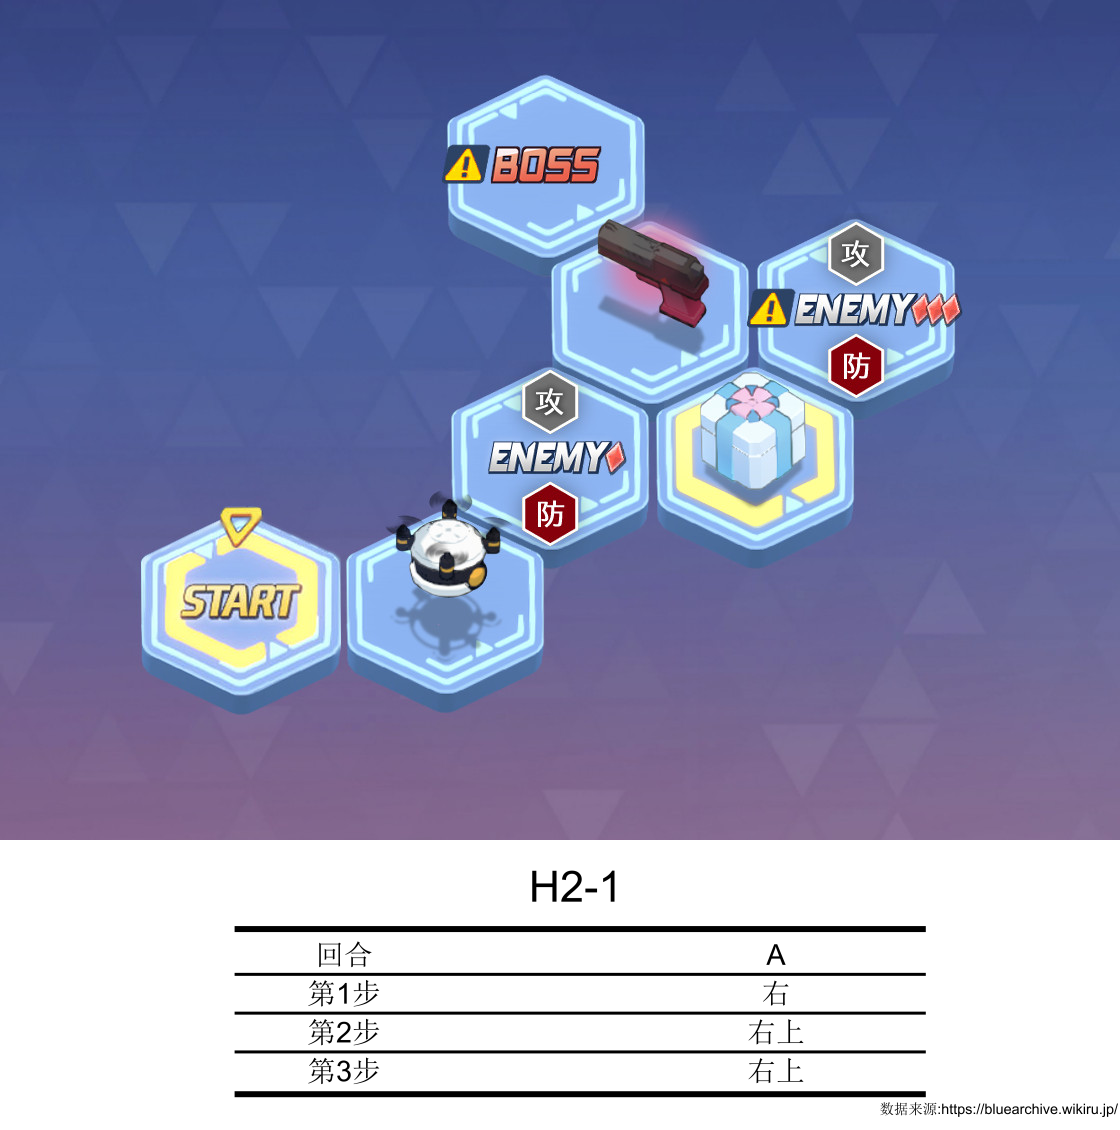 BOSS
攻
ENEMY
防
攻
ENEMY
防
START
H2-1
回合 A
第1步 右
第2步 右上
第3步 右上
数据来源:https://bluearchive.wikiru.jp/